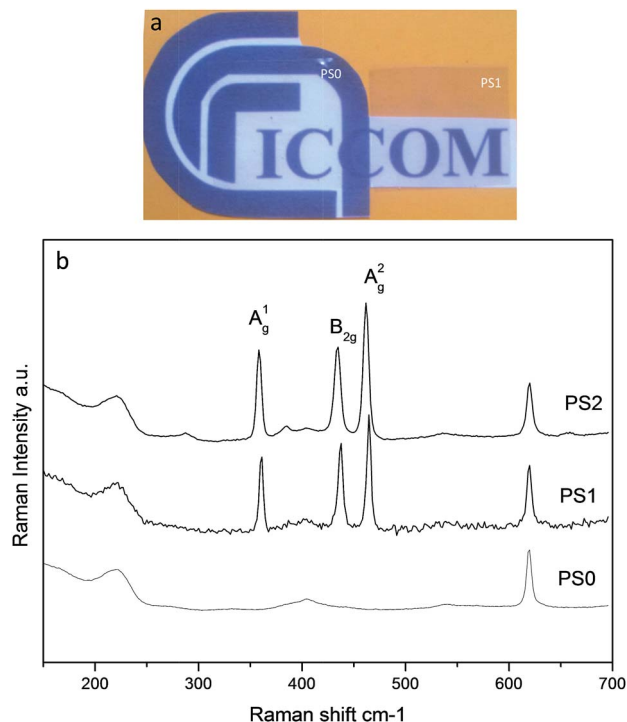 a
PS0
PS1
ICCOM
b
A¹g
B2g
A²g
PS2
PS1
PS0
Raman Intensity a.u.
200
300
400
500
600
700
Raman shift cm-1